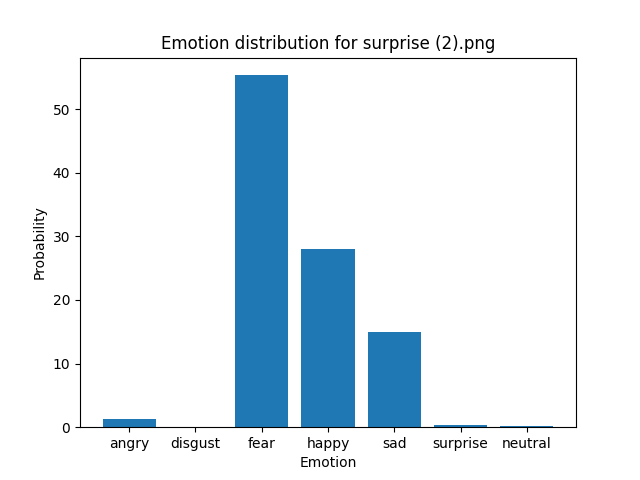 Emotion distribution for surprise (2).png
Probability
50
40
30
20
10
0
angry disgust fear happy sad surprise neutral
Emotion